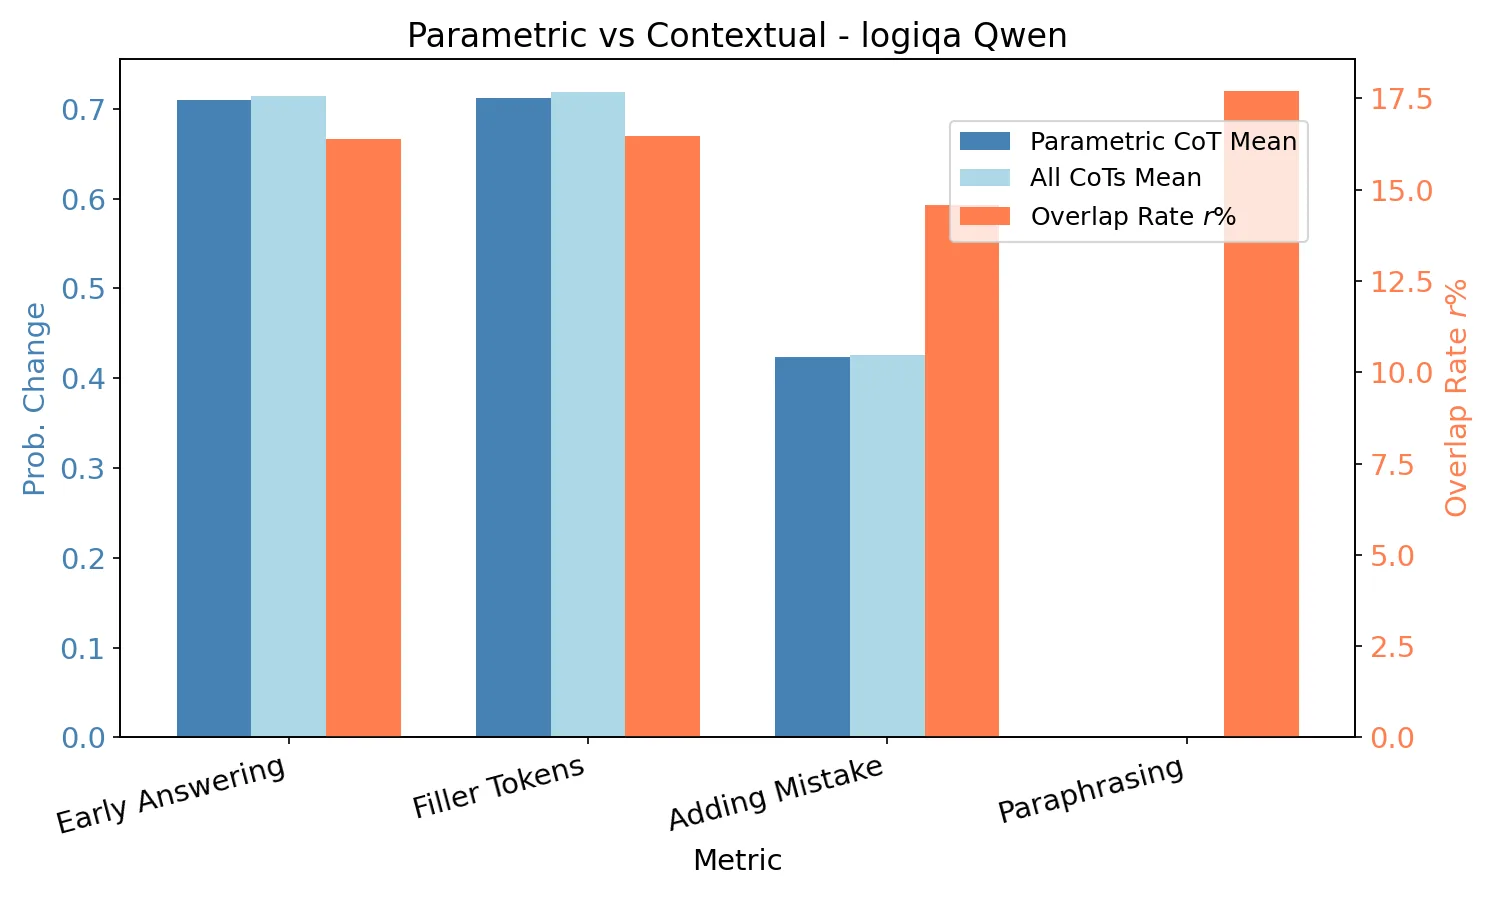 Parametric vs Contextual - logiqa Qwen
Prob. Change
0.7
0.6
0.5
0.4
0.3
0.2
0.1
0.0
Parametric CoT Mean
All CoTs Mean
Overlap Rate r%
17.5
15.0
12.5
10.0
7.5
5.0
2.5
0.0
Overlap Rate r%
Early Answering
Filler Tokens
Adding Mistake
Paraphrasing
Metric